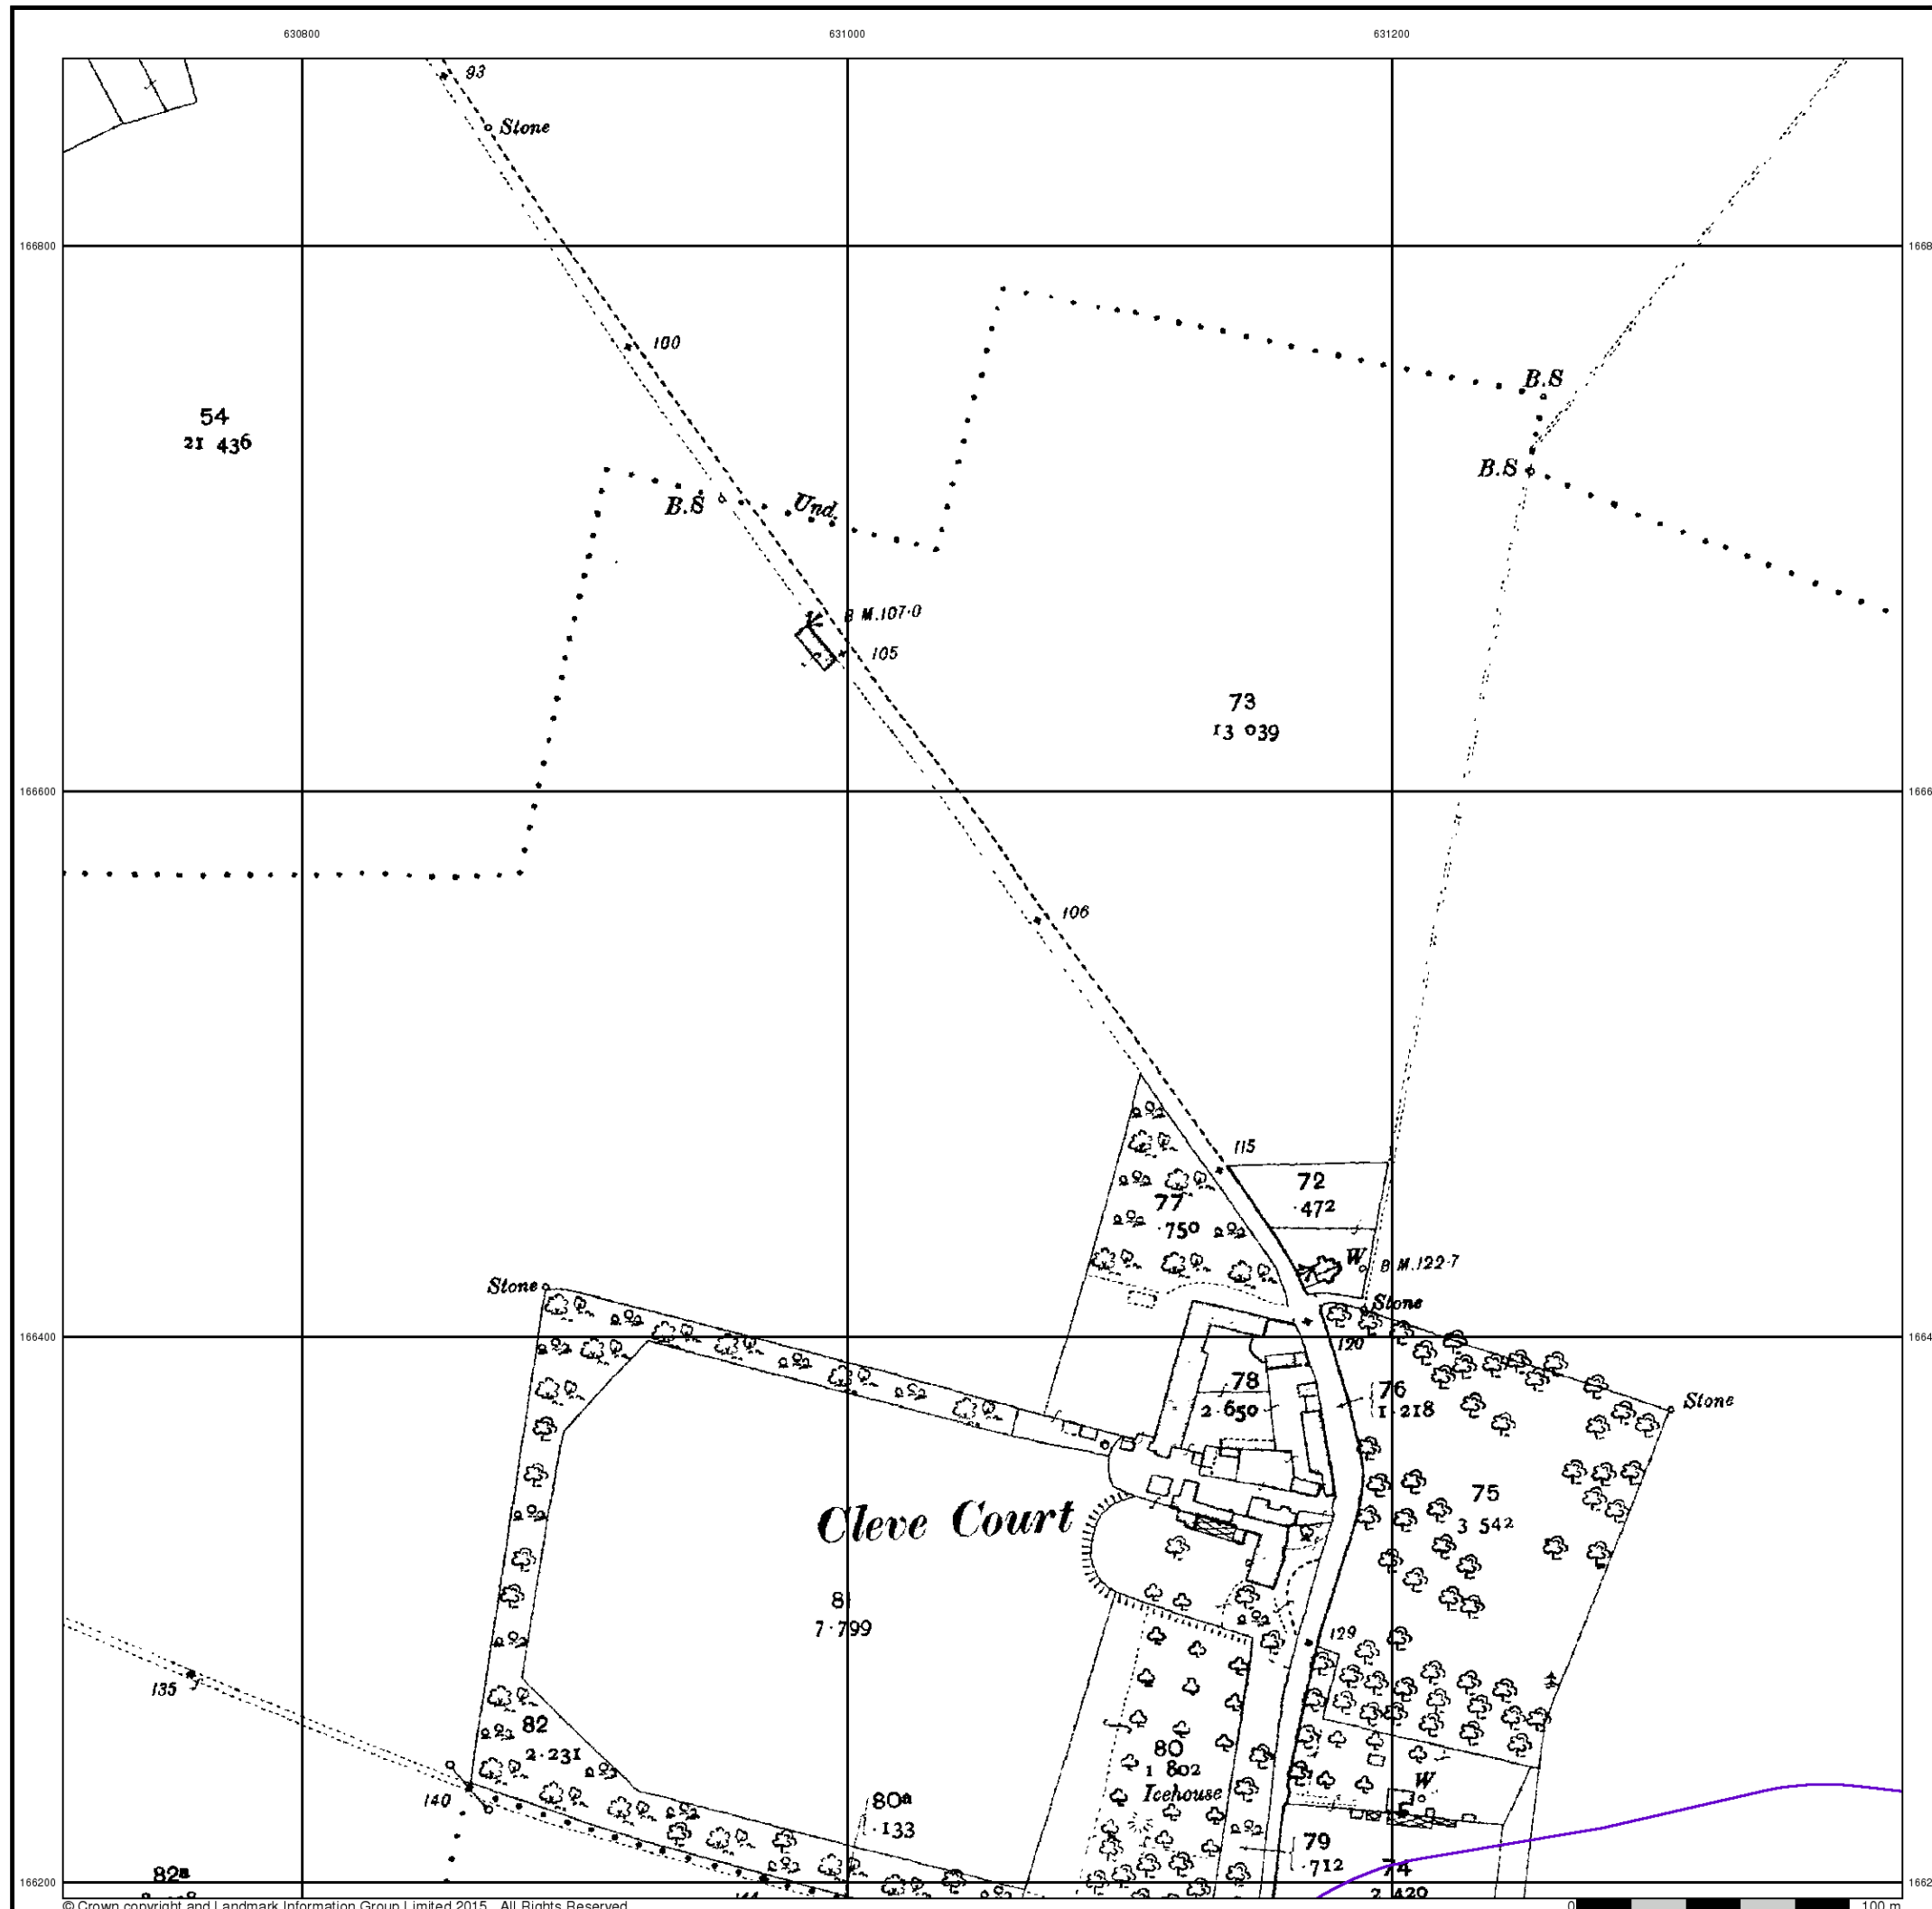 630800 631000 631200
93
Stone
166800
100
B.S
54
21 436
B.S
B.S Und.
B M.107·0
105
73
13 039
166600
106
115
72
·472
77
·750
W B M.122·7
Stone
Stone
166400
120
78
2·650
76
1·218
Stone
75
3 542
Cleve Court
81
7·799
129
135
82
2·231
80
1 802
Icehouse
W
140
80a
·133
79
·712
74
2 420
82a
166200
© Crown copyright and Landmark Information Group Limited 2015. All Rights Reserved
0 100 m